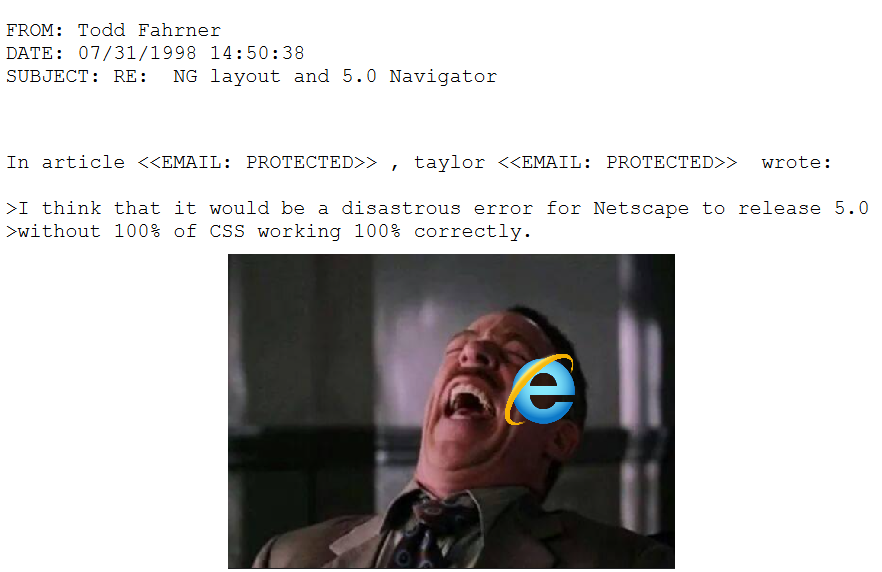 FROM: Todd Fahrner
DATE: 07/31/1998 14:50:38
SUBJECT: RE:  NG layout and 5.0 Navigator
In article <<EMAIL: PROTECTED>> , taylor <<EMAIL: PROTECTED>>  wrote:
>I think that it would be a disastrous error for Netscape to release 5.0
>without 100% of CSS working 100% correctly.